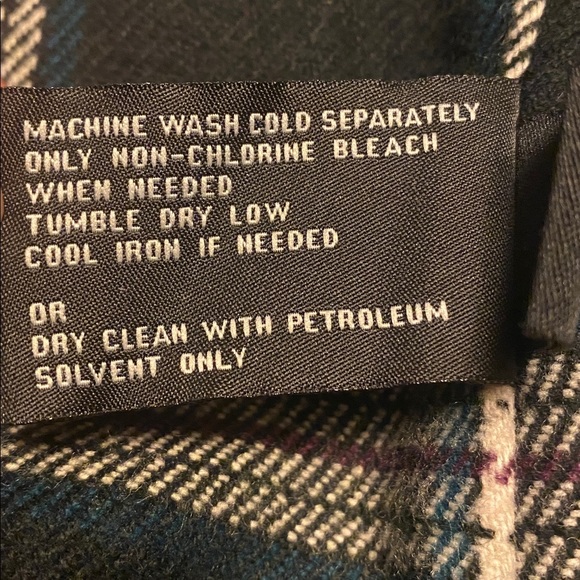 MACHINE WASH COLD SEPARATELY
ONLY NON-CHLORINE BLEACH
WHEN NEEDED
TUMBLE DRY LOW
COOL IRON IF NEEDED
OR
DRY CLEAN WITH PETROLEUM
SOLVENT ONLY